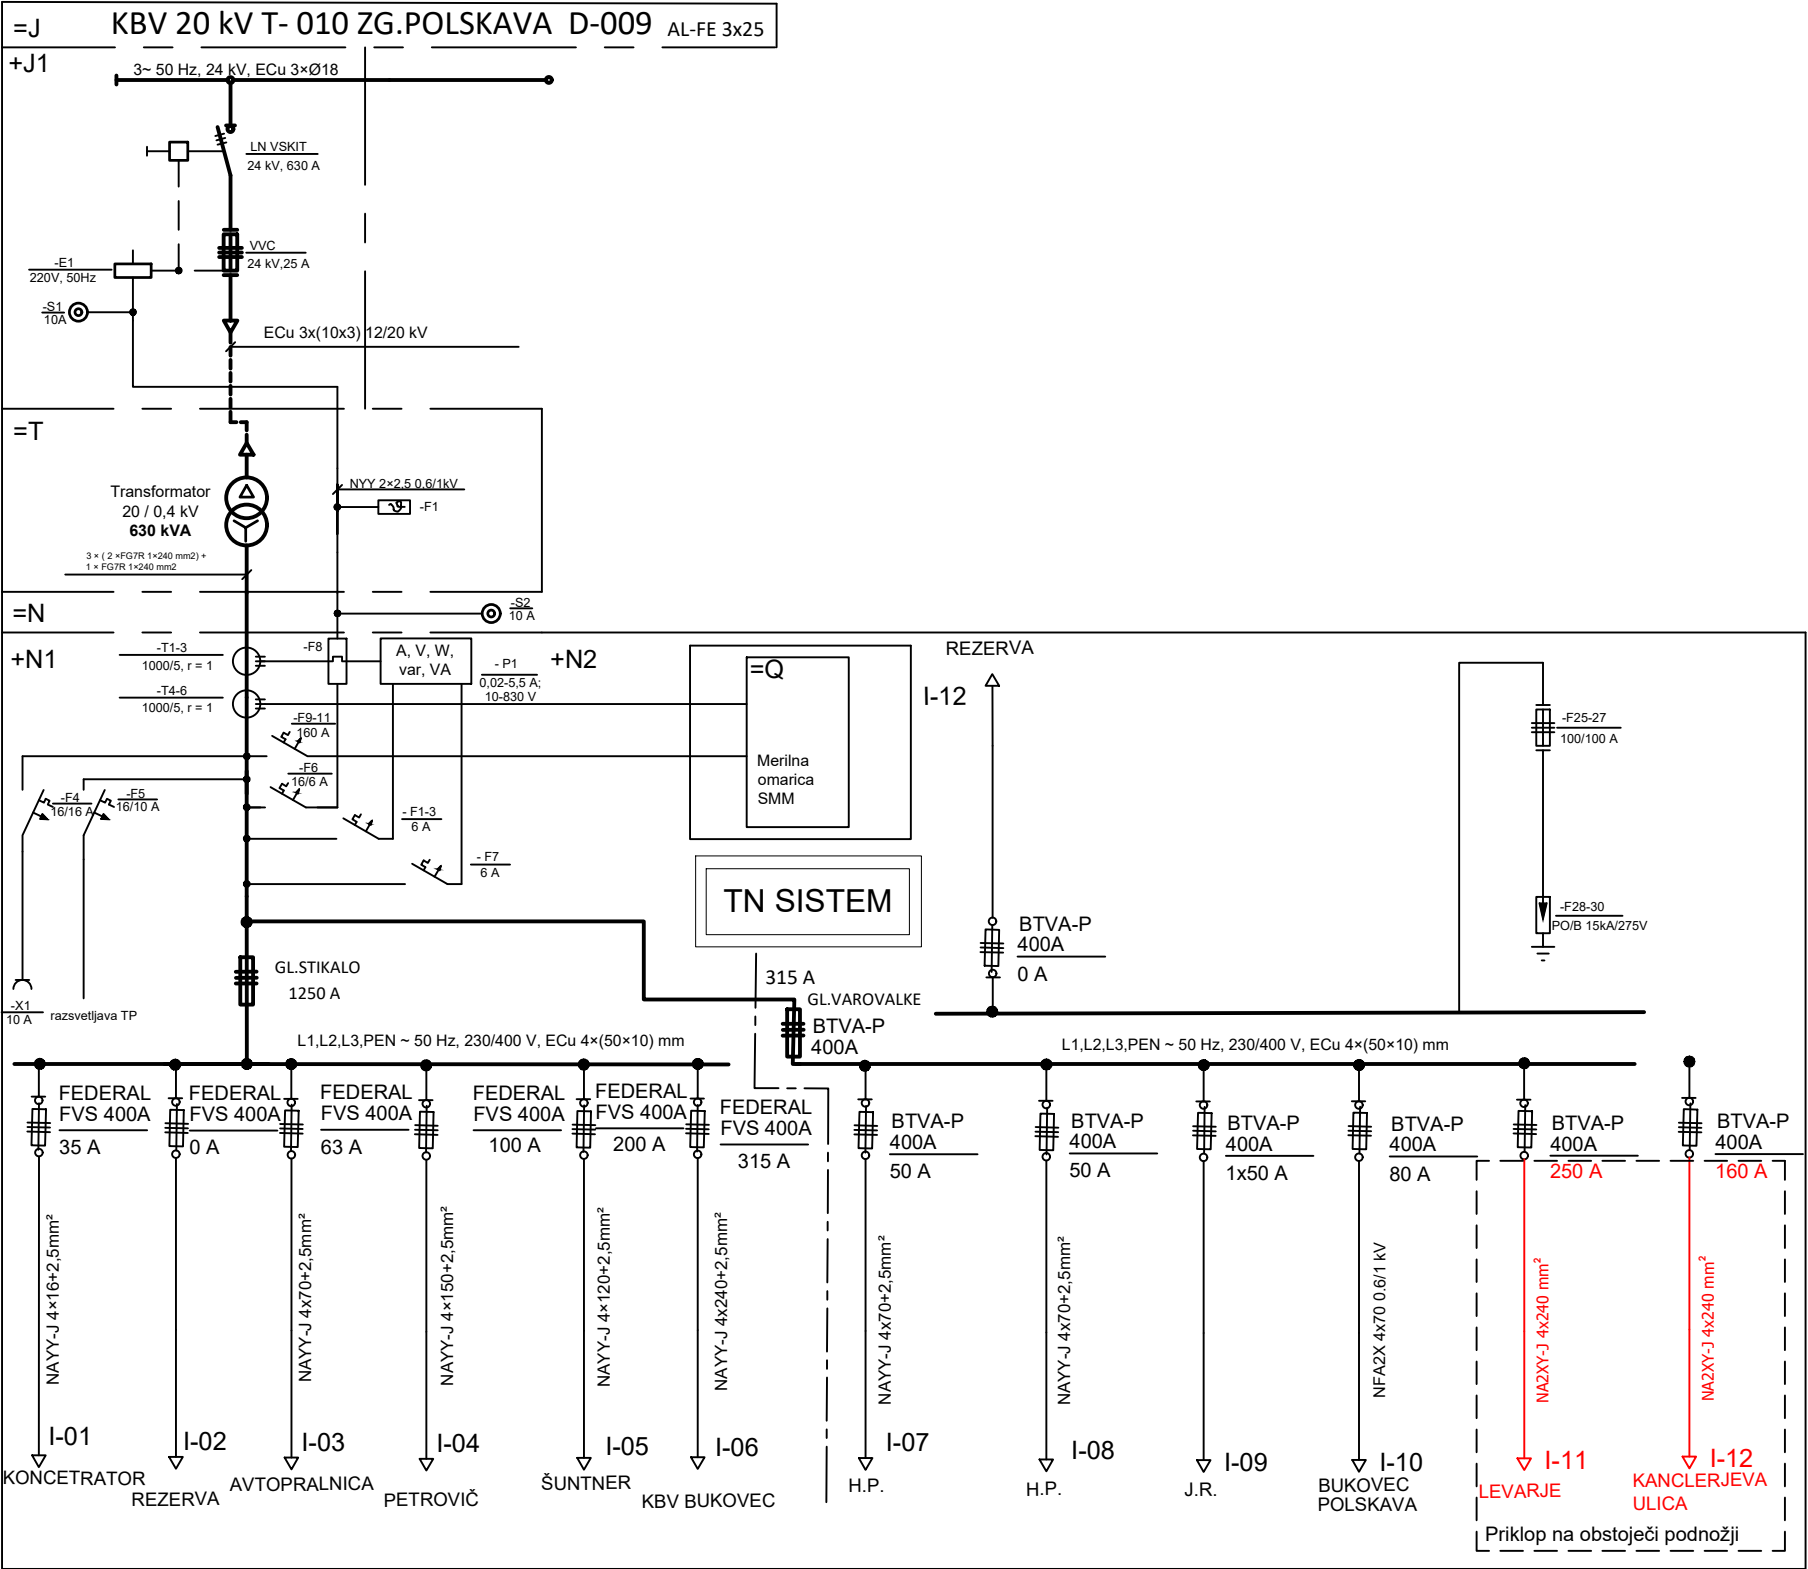 =J
KBV 20 kV T- 010 ZG.POLSKAVA D-009 AL-FE 3x25
+J1
3~ 50 Hz, 24 kV, ECu 3×Ø18
LN VSKIT
24 kV, 630 A
VVC
24 kV,25 A
-E1
220V, 50Hz
-S1
10A
ECu 3x(10x3) 12/20 kV
=T
Transformator
20 / 0,4 kV
630 kVA
NYY 2×2.5 0.6/1kV
-F1
3 × ( 2 ×FG7R 1×240 mm2) +
1 × FG7R 1×240 mm2
=N
-S2
10 A
+N1
-T1-3
1000/5, r = 1
-T4-6
1000/5, r = 1
-F8
A, V, W,
var, VA
- P1
0,02-5,5 A;
10-830 V
+N2
=Q
Merilna
omarica
SMM
REZERVA
I-12
-F9-11
160 A
-F6
16/6 A
-F4
16/16 A
-F5
16/10 A
- F1-3
6 A
- F7
6 A
-F25-27
100/100 A
-F28-30
PO/B 15kA/275V
TN SISTEM
BTVA-P
400A
0 A
GL.STIKALO
1250 A
315 A
GL.VAROVALKE
BTVA-P
400A
-X1
10 A
razsvetljava TP
L1,L2,L3,PEN ~ 50 Hz, 230/400 V, ECu 4×(50×10) mm
L1,L2,L3,PEN ~ 50 Hz, 230/400 V, ECu 4×(50×10) mm
FEDERAL
FVS 400A
35 A
FEDERAL
FVS 400A
0 A
FEDERAL
FVS 400A
63 A
FEDERAL
FVS 400A
100 A
FEDERAL
FVS 400A
200 A
FEDERAL
FVS 400A
315 A
BTVA-P
400A
50 A
BTVA-P
400A
50 A
BTVA-P
400A
1x50 A
BTVA-P
400A
80 A
BTVA-P
400A
250 A
BTVA-P
400A
160 A
NAYY-J 4×16+2,5mm²
NAYY-J 4x70+2,5mm²
NAYY-J 4×150+2,5mm²
NAYY-J 4×120+2,5mm²
NAYY-J 4x240+2,5mm²
NAYY-J 4x70+2,5mm²
NAYY-J 4x70+2,5mm²
NFA2X 4x70 0.6/1 kV
NA2XY-J 4x240 mm²
NA2XY-J 4x240 mm²
I-01
KONCETRATOR
I-02
REZERVA
I-03
AVTOPRALNICA
I-04
PETROVIČ
I-05
ŠUNTNER
I-06
KBV BUKOVEC
I-07
H.P.
I-08
H.P.
I-09
J.R.
I-10
BUKOVEC
POLSKAVA
I-11
LEVARJE
I-12
KANCLERJEVA
ULICA
Priklop na obstoječi podnožji